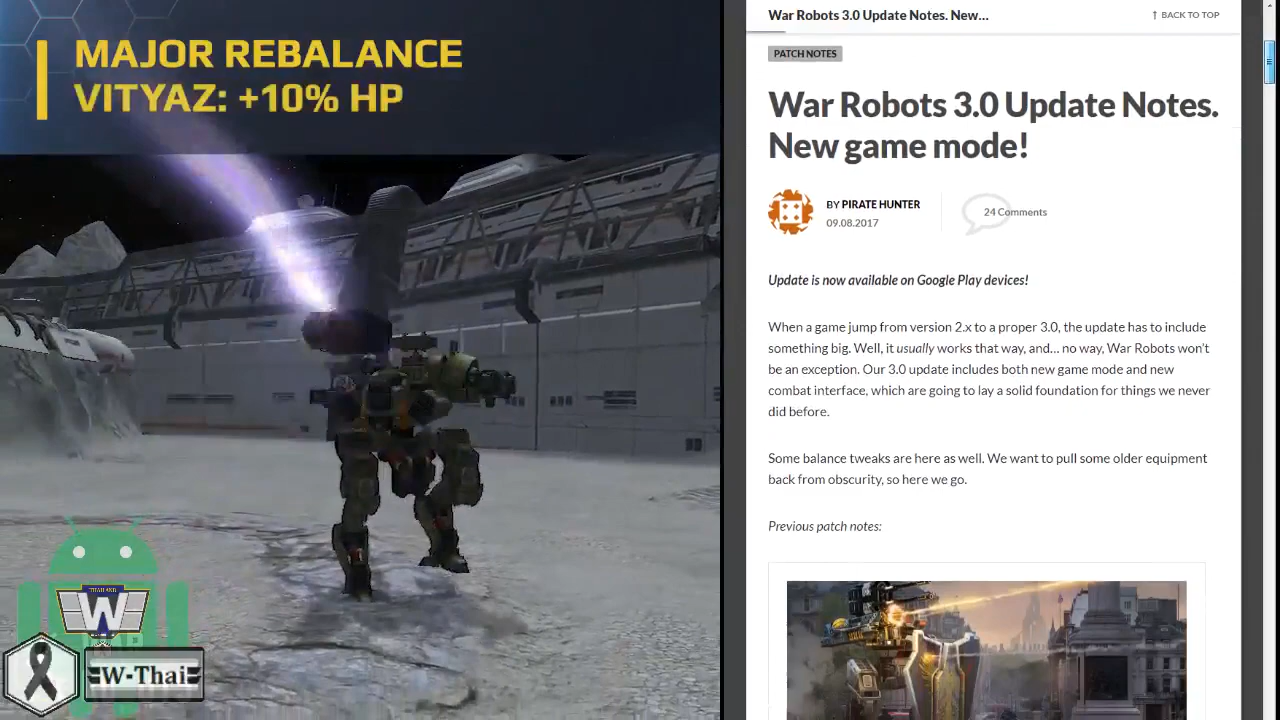 MAJOR REBALANCE
VITYAZ: +10% HP
THAILAND
W
W-Thai
War Robots 3.0 Update Notes. New...
↑ BACK TO TOP
PATCH NOTES
War Robots 3.0 Update Notes.
New game mode!
BY PIRATE HUNTER
09.08.2017
24 Comments
Update is now available on Google Play devices!
When a game jump from version 2.x to a proper 3.0, the update has to include
something big. Well, it usually works that way, and... no way, War Robots won't
be an exception. Our 3.0 update includes both new game mode and new
combat interface, which are going to lay a solid foundation for things we never
did before.
Some balance tweaks are here as well. We want to pull some older equipment
back from obscurity, so here we go.
Previous patch notes: